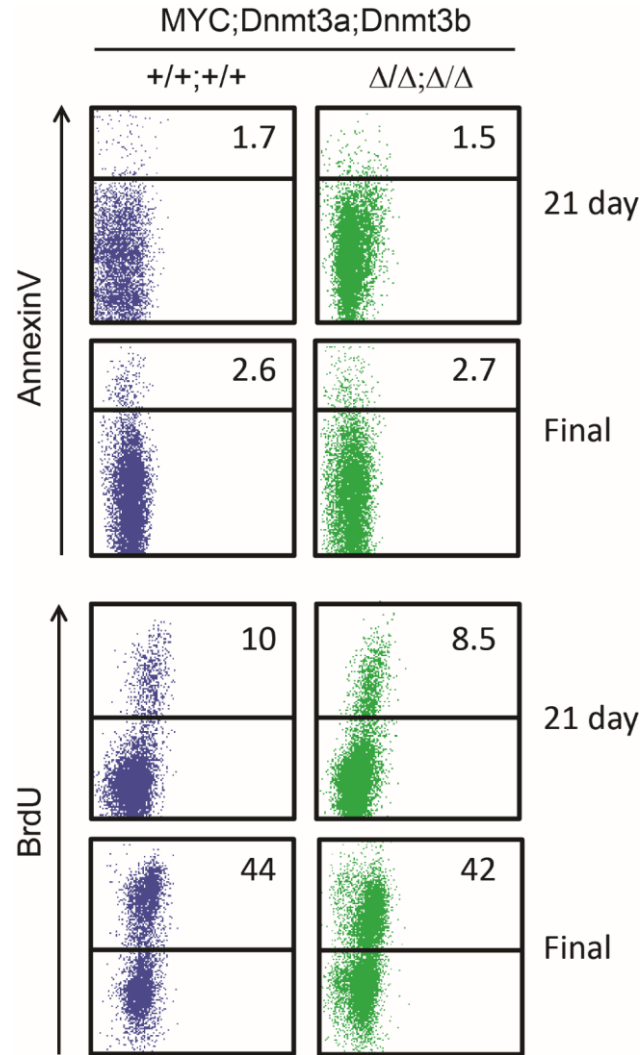 MYC;Dnmt3a;Dnmt3b
+/+;+/+ Δ/Δ;Δ/Δ
AnnexinV
1.7 1.5 21 day
2.6 2.7 Final
BrdU
10 8.5 21 day
44 42 Final